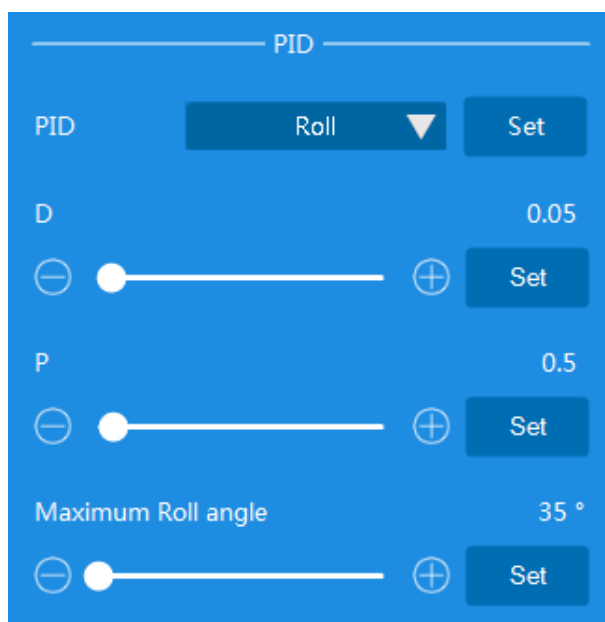 PID
PID Roll Set
D 0.05
Set
P 0.5
Set
Maximum Roll angle 35 °
Set